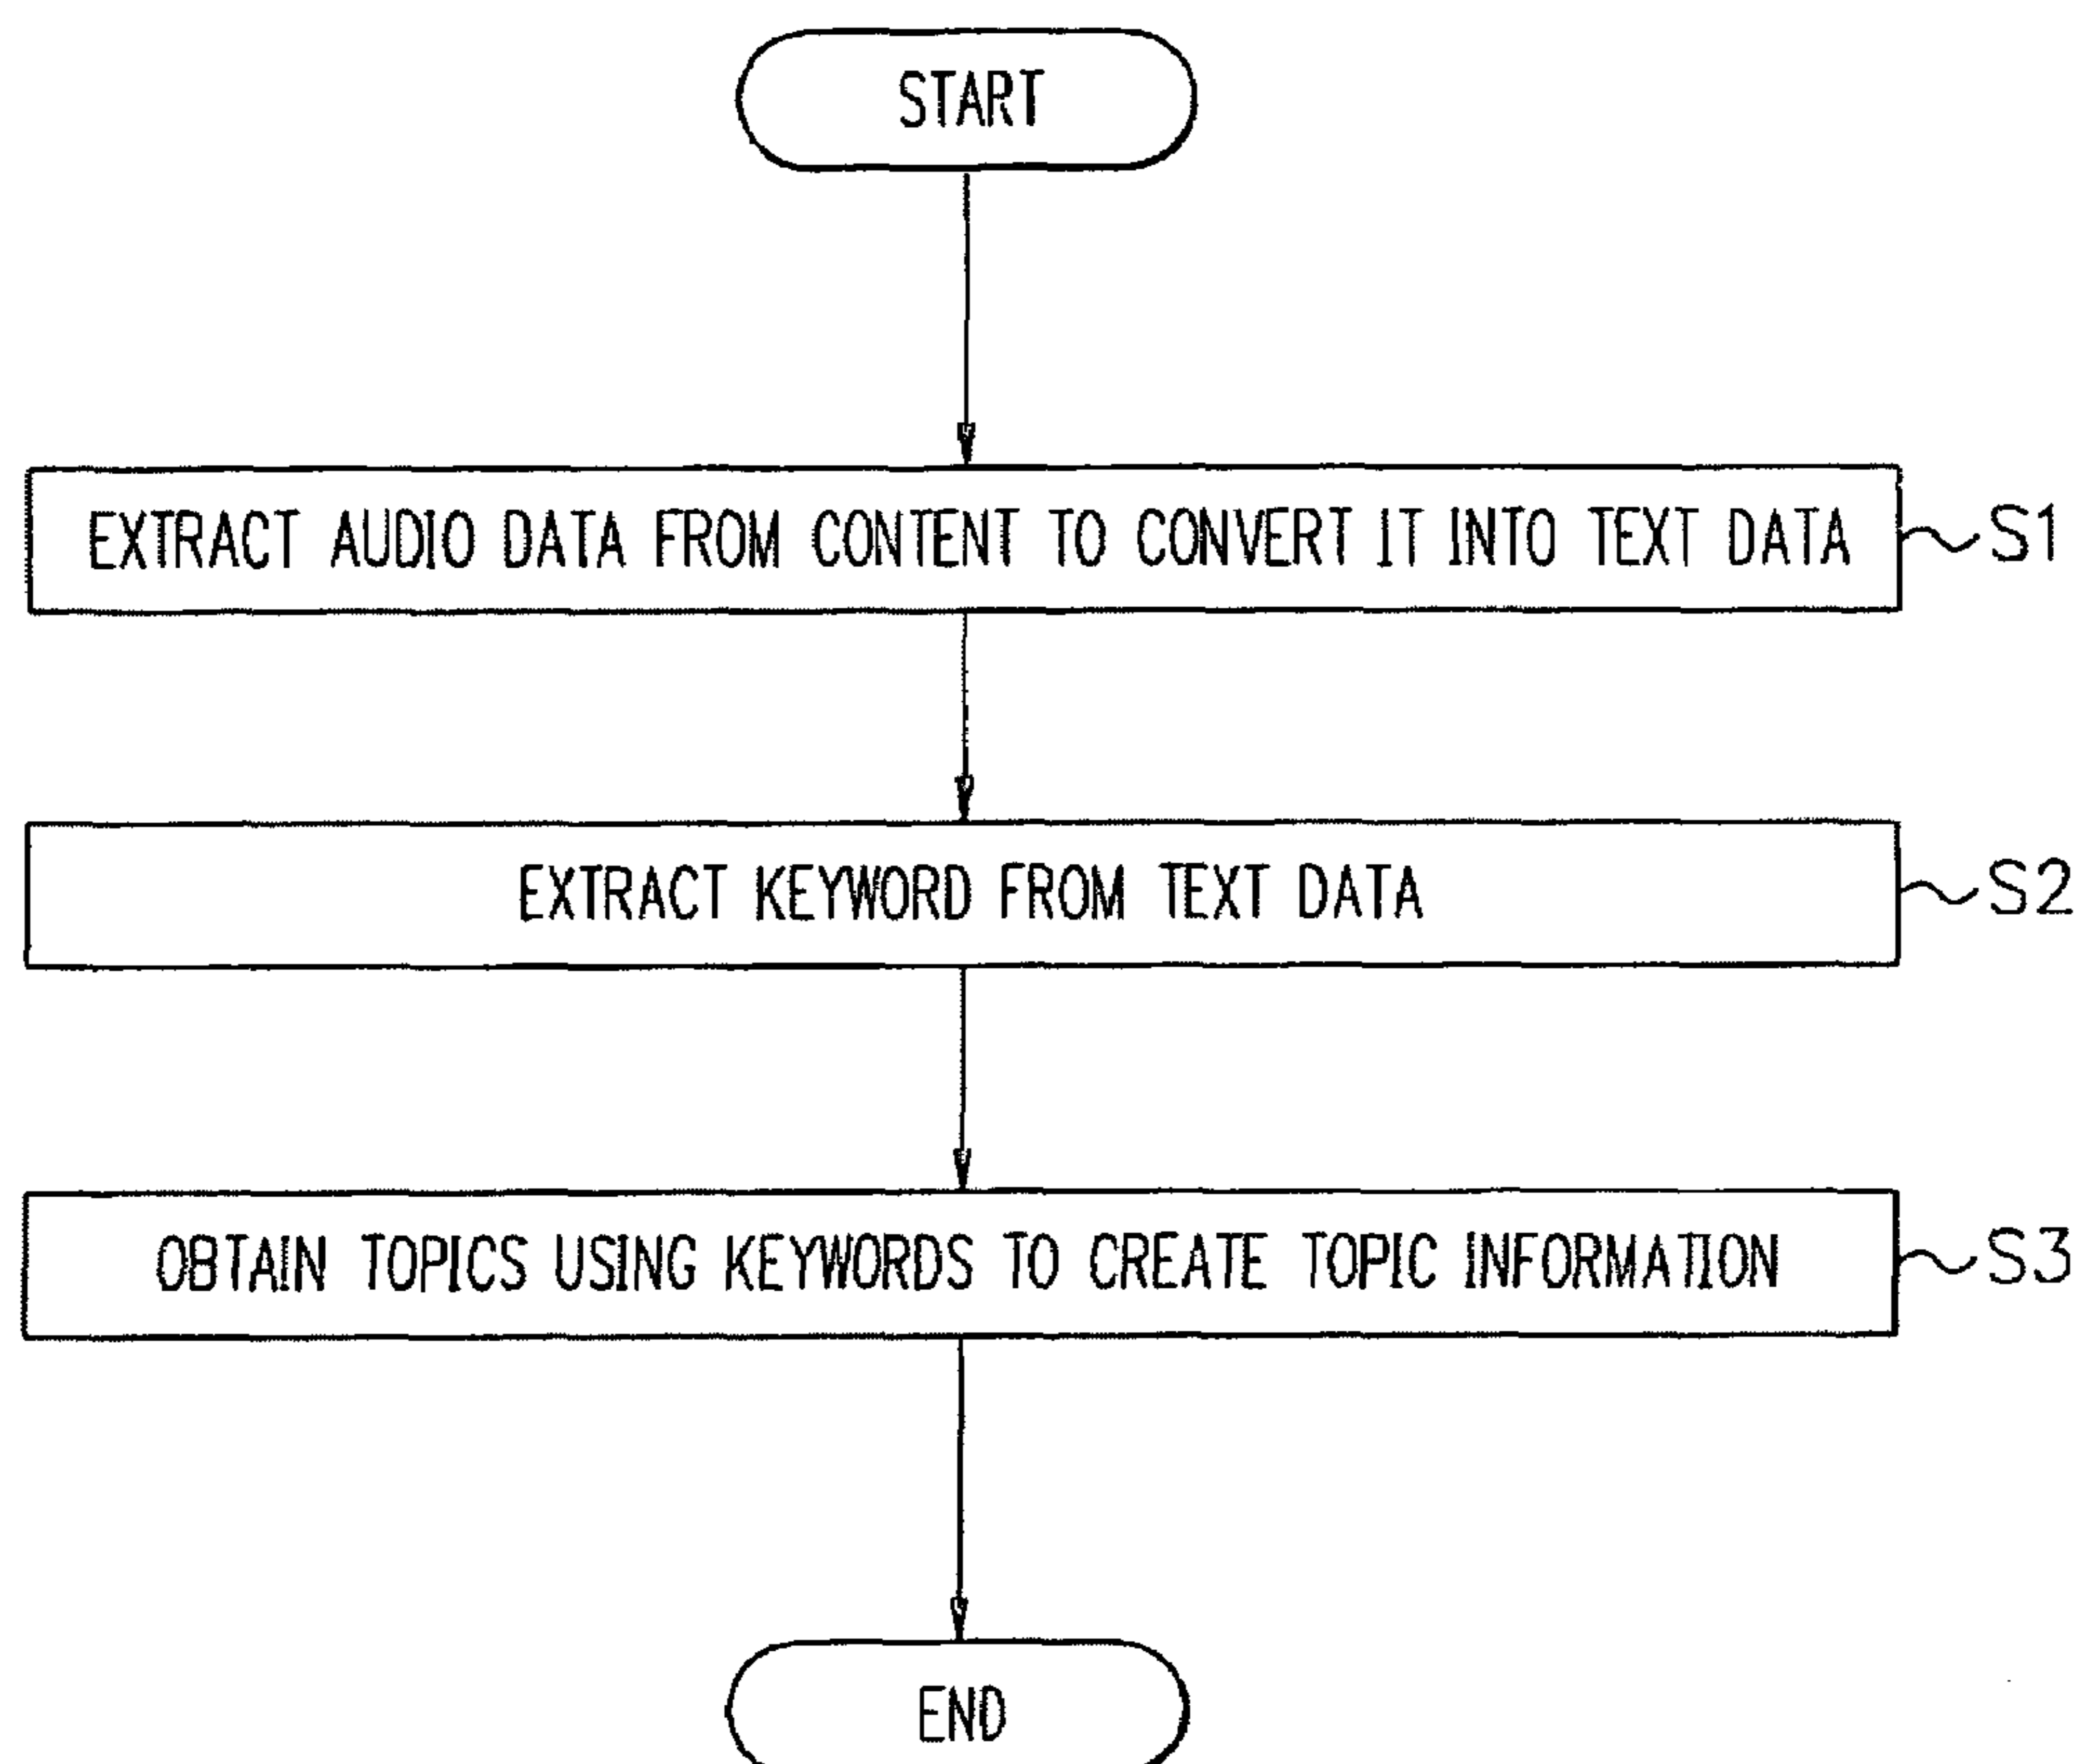 START
EXTRACT AUDIO DATA FROM CONTENT TO CONVERT IT INTO TEXT DATA S1
EXTRACT KEYWORD FROM TEXT DATA S2
OBTAIN TOPICS USING KEYWORDS TO CREATE TOPIC INFORMATION S3
END